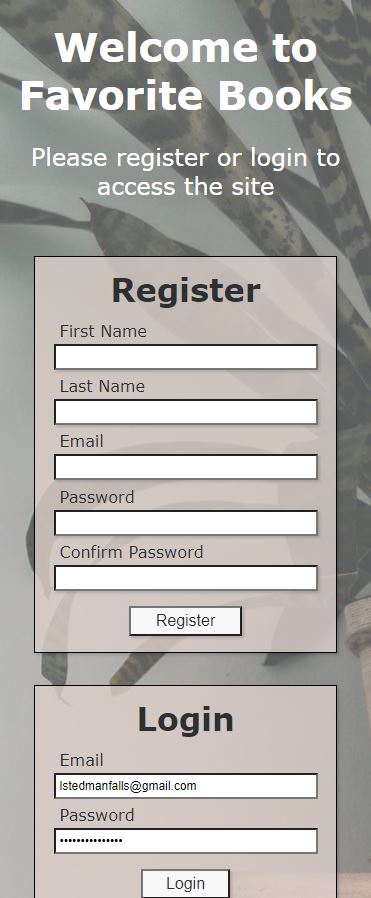 Welcome to
Favorite Books
Please register or login to
access the site
Register
First Name
Last Name
Email
Password
Confirm Password
Register
Login
Email
lstedmanfalls@gmail.com
Password
•••••••••••••••
Login